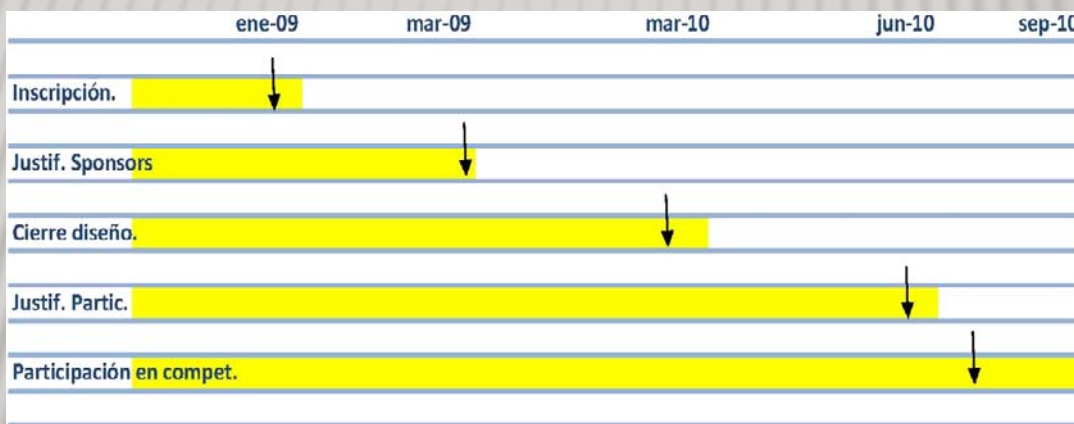 ene-09 mar-09 mar-10 jun-10 sep-10
Inscripción.
Justif. Sponsors
Cierre diseño.
Justif. Partic.
Participación en compet.